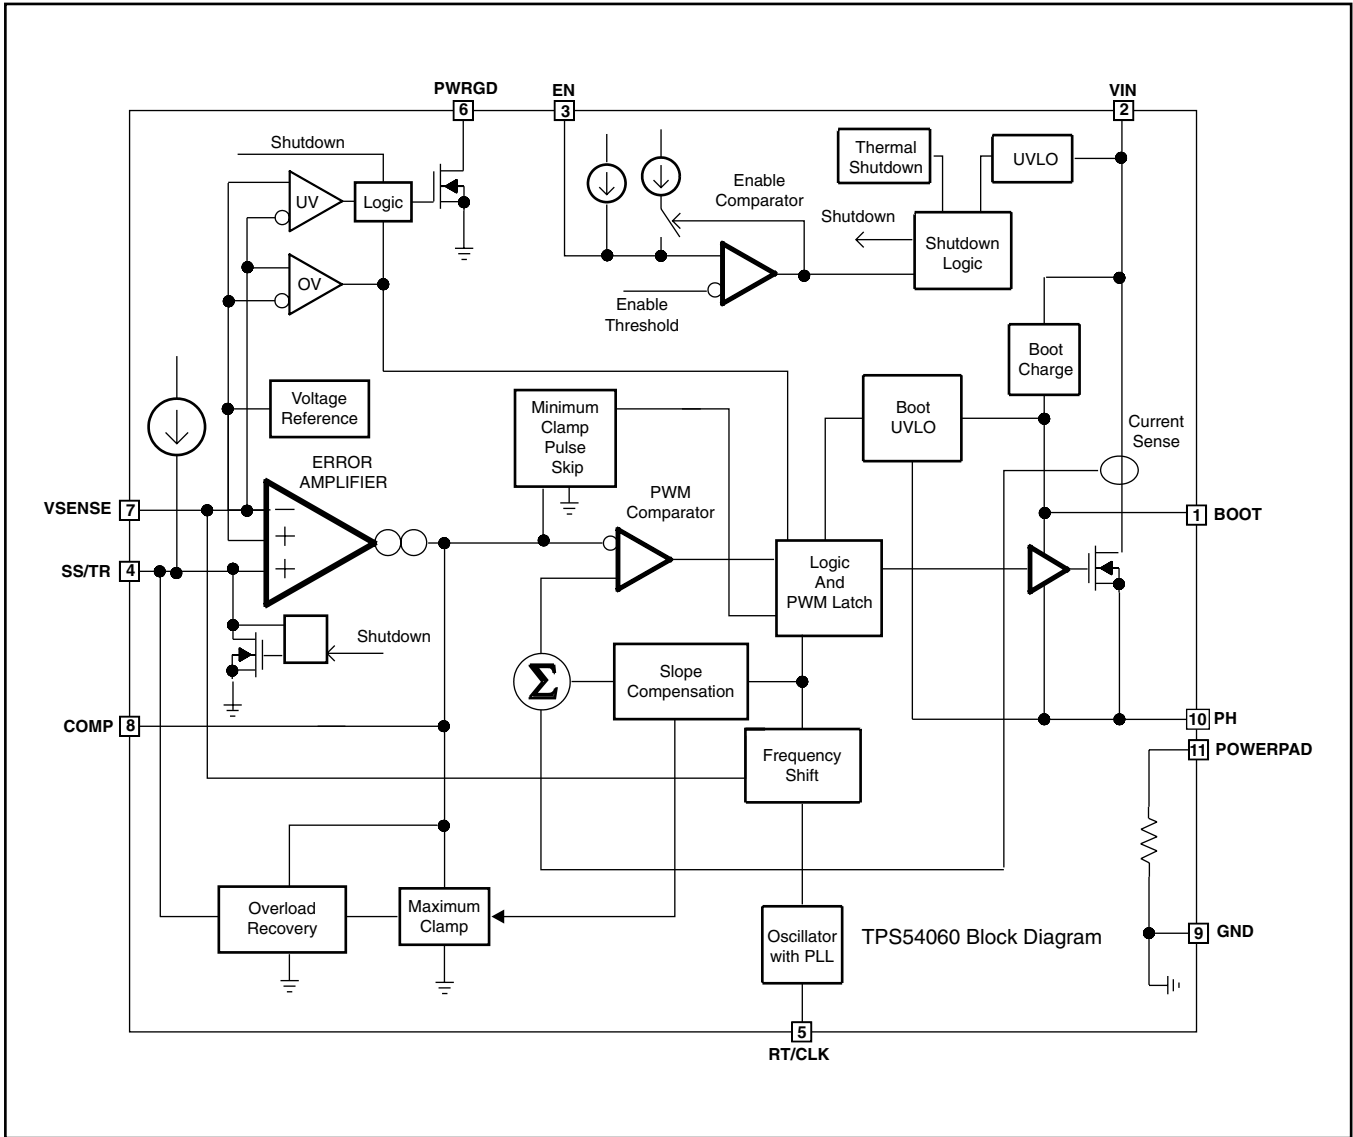 PWRGD
6
EN
3
VIN
2
Shutdown
Thermal
Shutdown
UVLO
UV
Logic
Enable
Comparator
Shutdown
Shutdown
Logic
OV
Enable
Threshold
Boot
Charge
Voltage
Reference
Minimum
Clamp
Pulse
Skip
Boot
UVLO
Current
Sense
ERROR
AMPLIFIER
PWM
Comparator
VSENSE 7
−
+
+
1 BOOT
SS/TR 4
Logic
And
PWM Latch
Shutdown
Σ
Slope
Compensation
COMP 8
10 PH
11 POWERPAD
Frequency
Shift
Overload
Recovery
Maximum
Clamp
Oscillator
with PLL
TPS54060 Block Diagram
9 GND
5
RT/CLK